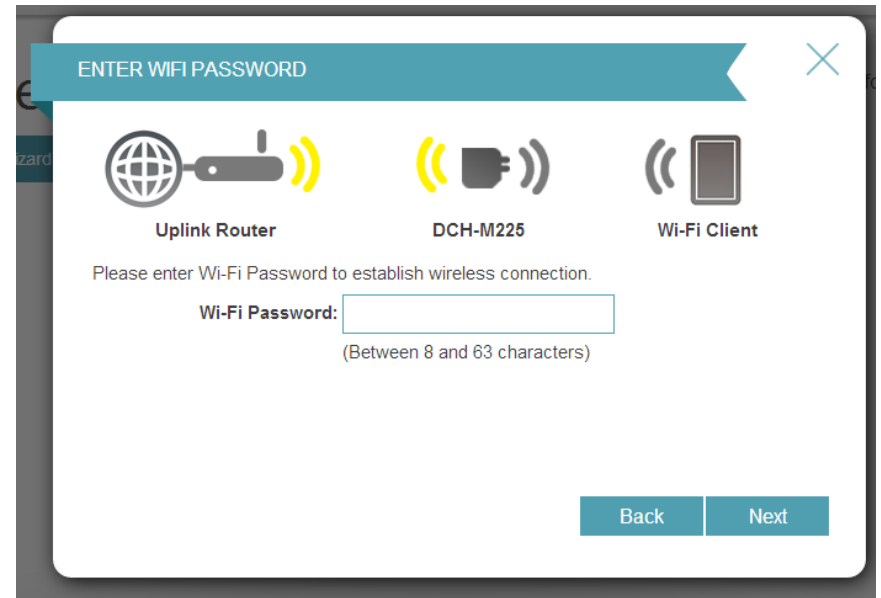 ENTER WIFI PASSWORD
Uplink Router
DCH-M225
Wi-Fi Client
Please enter Wi-Fi Password to establish wireless connection.
Wi-Fi Password:
(Between 8 and 63 characters)
Back
Next